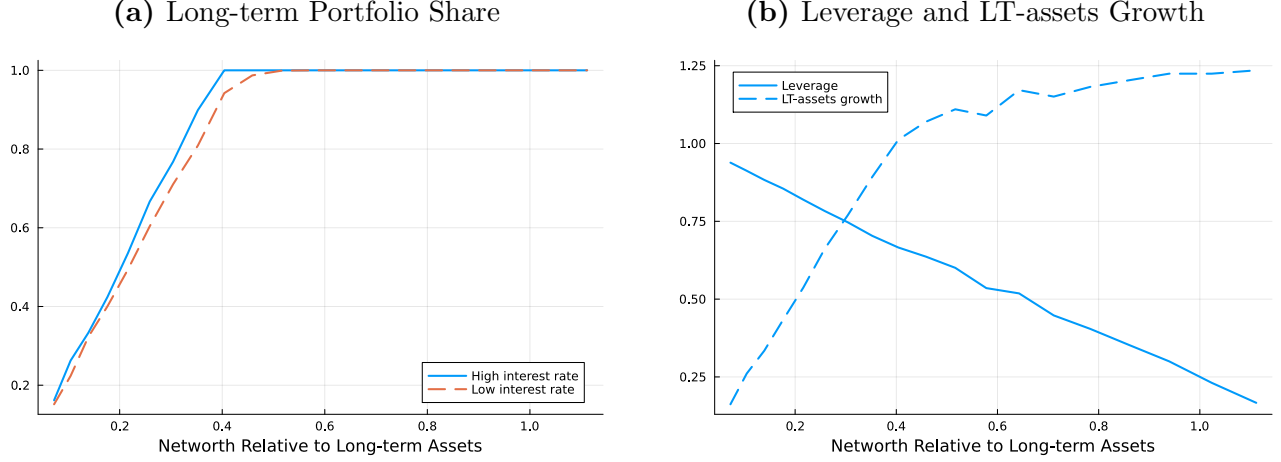 (a) Long-term Portfolio Share
1.0
0.8
0.6
0.4
0.2
High interest rate
Low interest rate
0.2 0.4 0.6 0.8 1.0
Networth Relative to Long-term Assets
(b) Leverage and LT-assets Growth
1.25
Leverage
LT-assets growth
1.00
0.75
0.50
0.25
0.2 0.4 0.6 0.8 1.0
Networth Relative to Long-term Assets